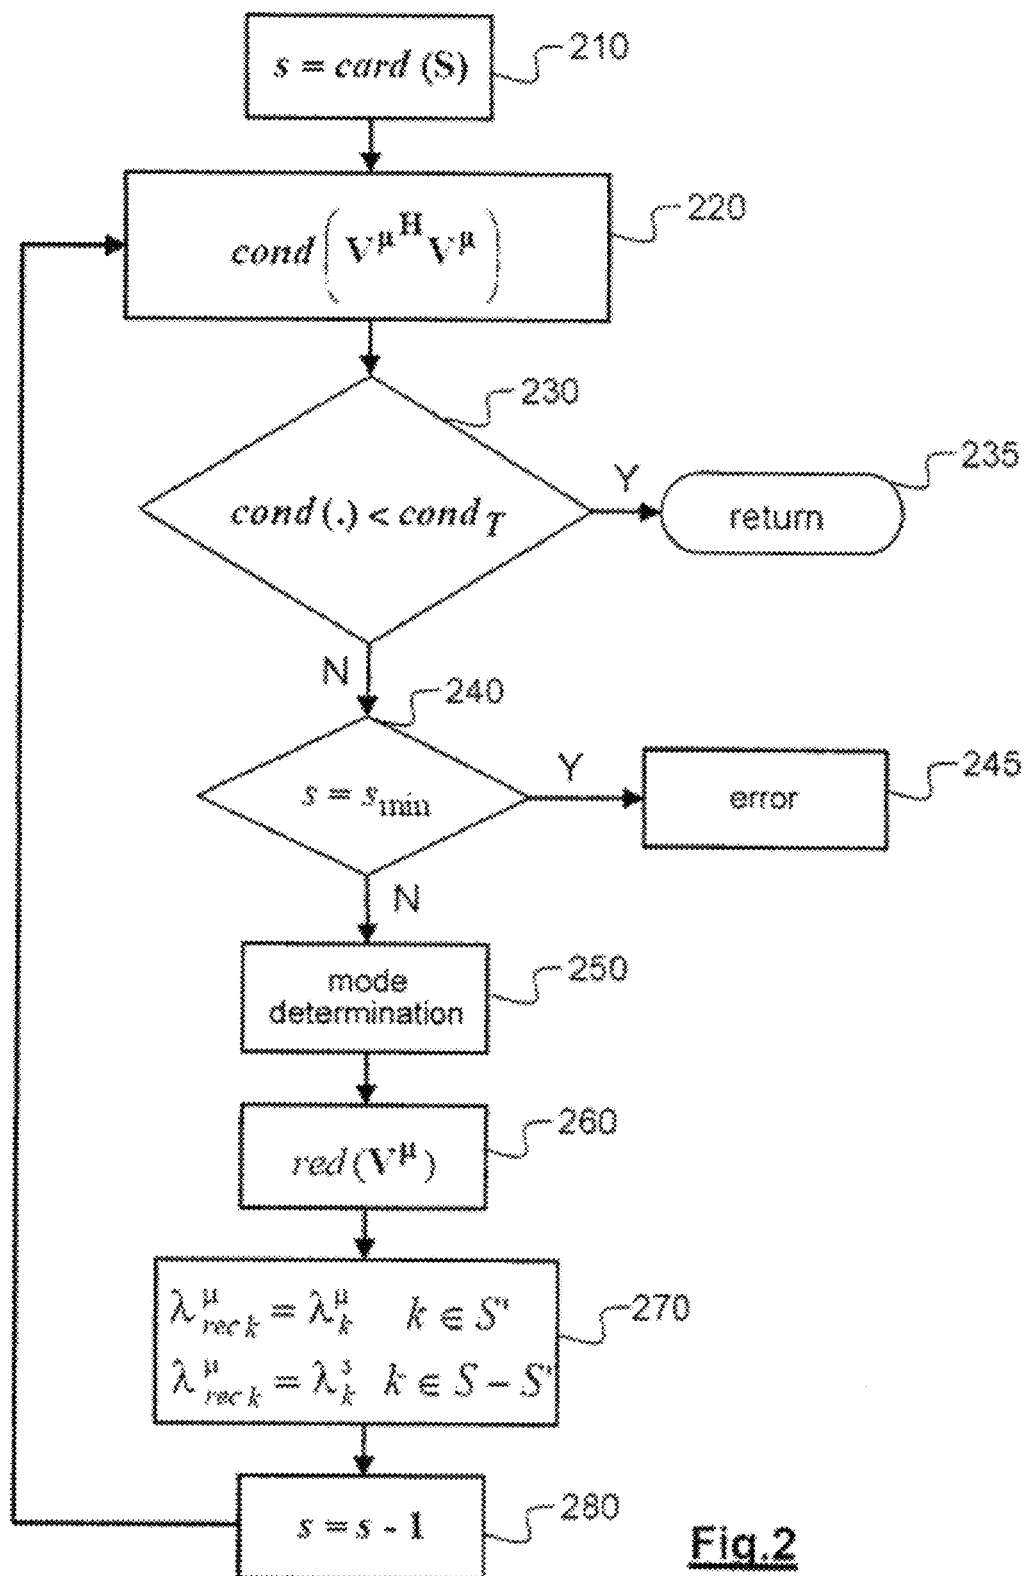 s = card (S)
210
cond ( V^μ^H V^μ )
220
230
cond (.) < cond_T
Y
return
235
N
240
s = s_min
Y
error
245
N
mode
determination
250
red (V^μ)
260
λ^μ_rec k = λ^μ_k k ∈ S'
λ^μ_rec k = λ^s_k k ∈ S – S'
270
s = s - 1
280
Fig.2